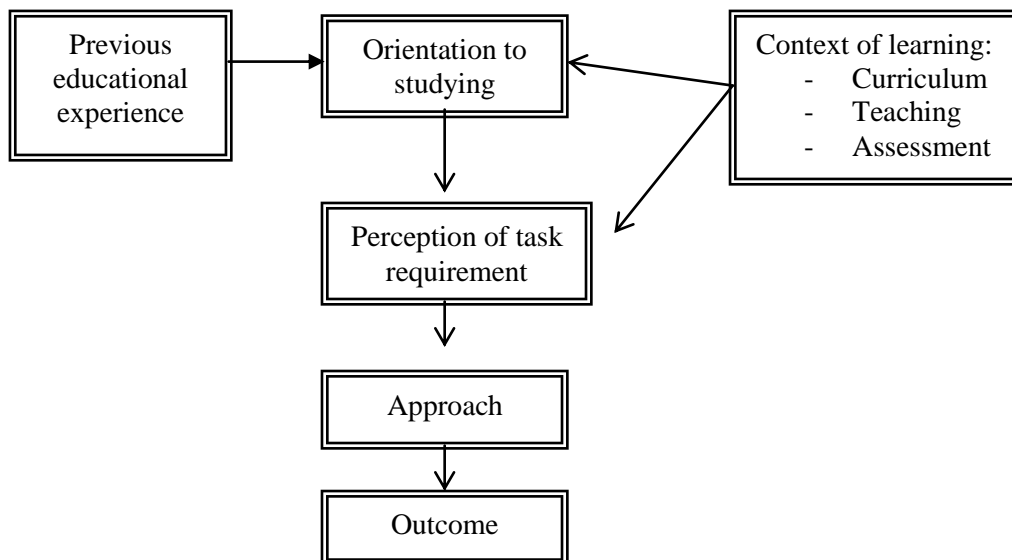 Previous
educational
experience
Orientation to
studying
Context of learning:
- Curriculum
- Teaching
- Assessment
Perception of task
requirement
Approach
Outcome